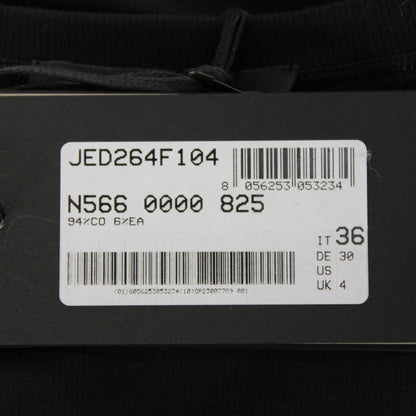 JED264F104
8 056253 053234
N566 0000 825
94%CO 6%EA
IT 36
DE 30
US
UK 4